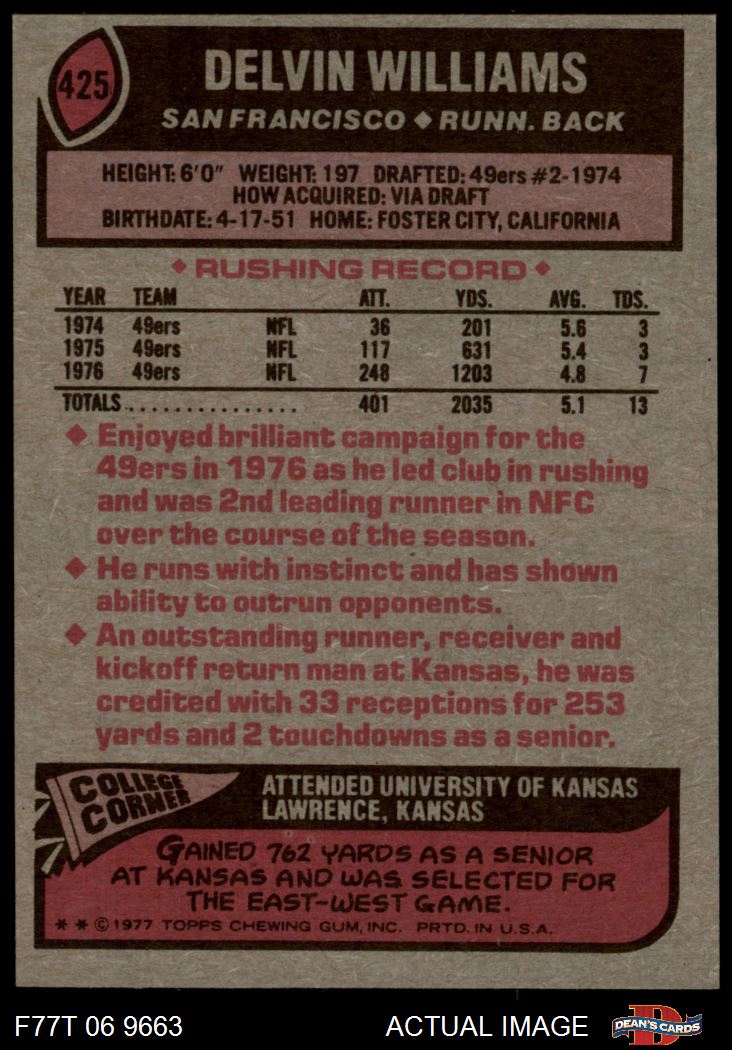 425
DELVIN WILLIAMS
SAN FRANCISCO ◆ RUNN. BACK
HEIGHT: 6'0" WEIGHT: 197 DRAFTED: 49ers #2-1974
HOW ACQUIRED: VIA DRAFT
BIRTHDATE: 4-17-51 HOME: FOSTER CITY, CALIFORNIA
◆ RUSHING RECORD ◆
YEAR TEAM ATT. YDS. AVG. TDS.
1974 49ers NFL 36 201 5.6 3
1975 49ers NFL 117 631 5.4 3
1976 49ers NFL 248 1203 4.8 7
TOTALS................ 401 2035 5.1 13
◆ Enjoyed brilliant campaign for the
49ers in 1976 as he led club in rushing
and was 2nd leading runner in NFC
over the course of the season.
◆ He runs with instinct and has shown
ability to outrun opponents.
◆ An outstanding runner, receiver and
kickoff return man at Kansas, he was
credited with 33 receptions for 253
yards and 2 touchdowns as a senior.
COLLEGE
CORNER
ATTENDED UNIVERSITY OF KANSAS
LAWRENCE, KANSAS
GAINED 762 YARDS AS A SENIOR
AT KANSAS AND WAS SELECTED FOR
THE EAST-WEST GAME.
* * © 1977 TOPPS CHEWING GUM, INC. PRTD. IN U.S.A.
F77T 06 9663 ACTUAL IMAGE
D
DEAN'S CARDS